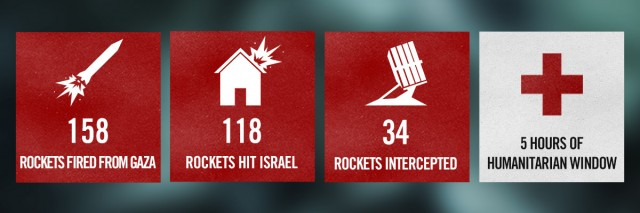 158
ROCKETS FIRED FROM GAZA
118
ROCKETS HIT ISRAEL
34
ROCKETS INTERCEPTED
5 HOURS OF
HUMANITARIAN WINDOW